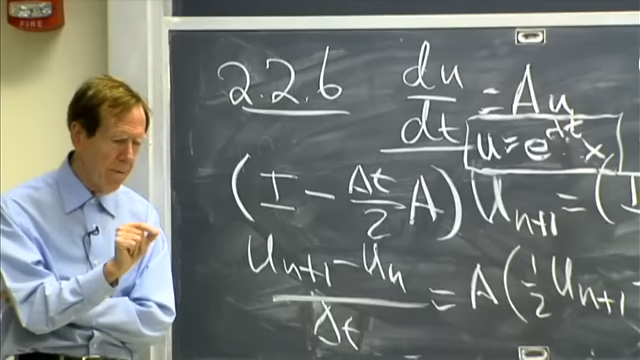 FIRE
2.2.6 du/dt = Au
u = e^{λt} x
(I - Δt/2 A) U_{n+1} = (I
U_{n+1} - U_n / Δt = A(1/2 U_{n+1}